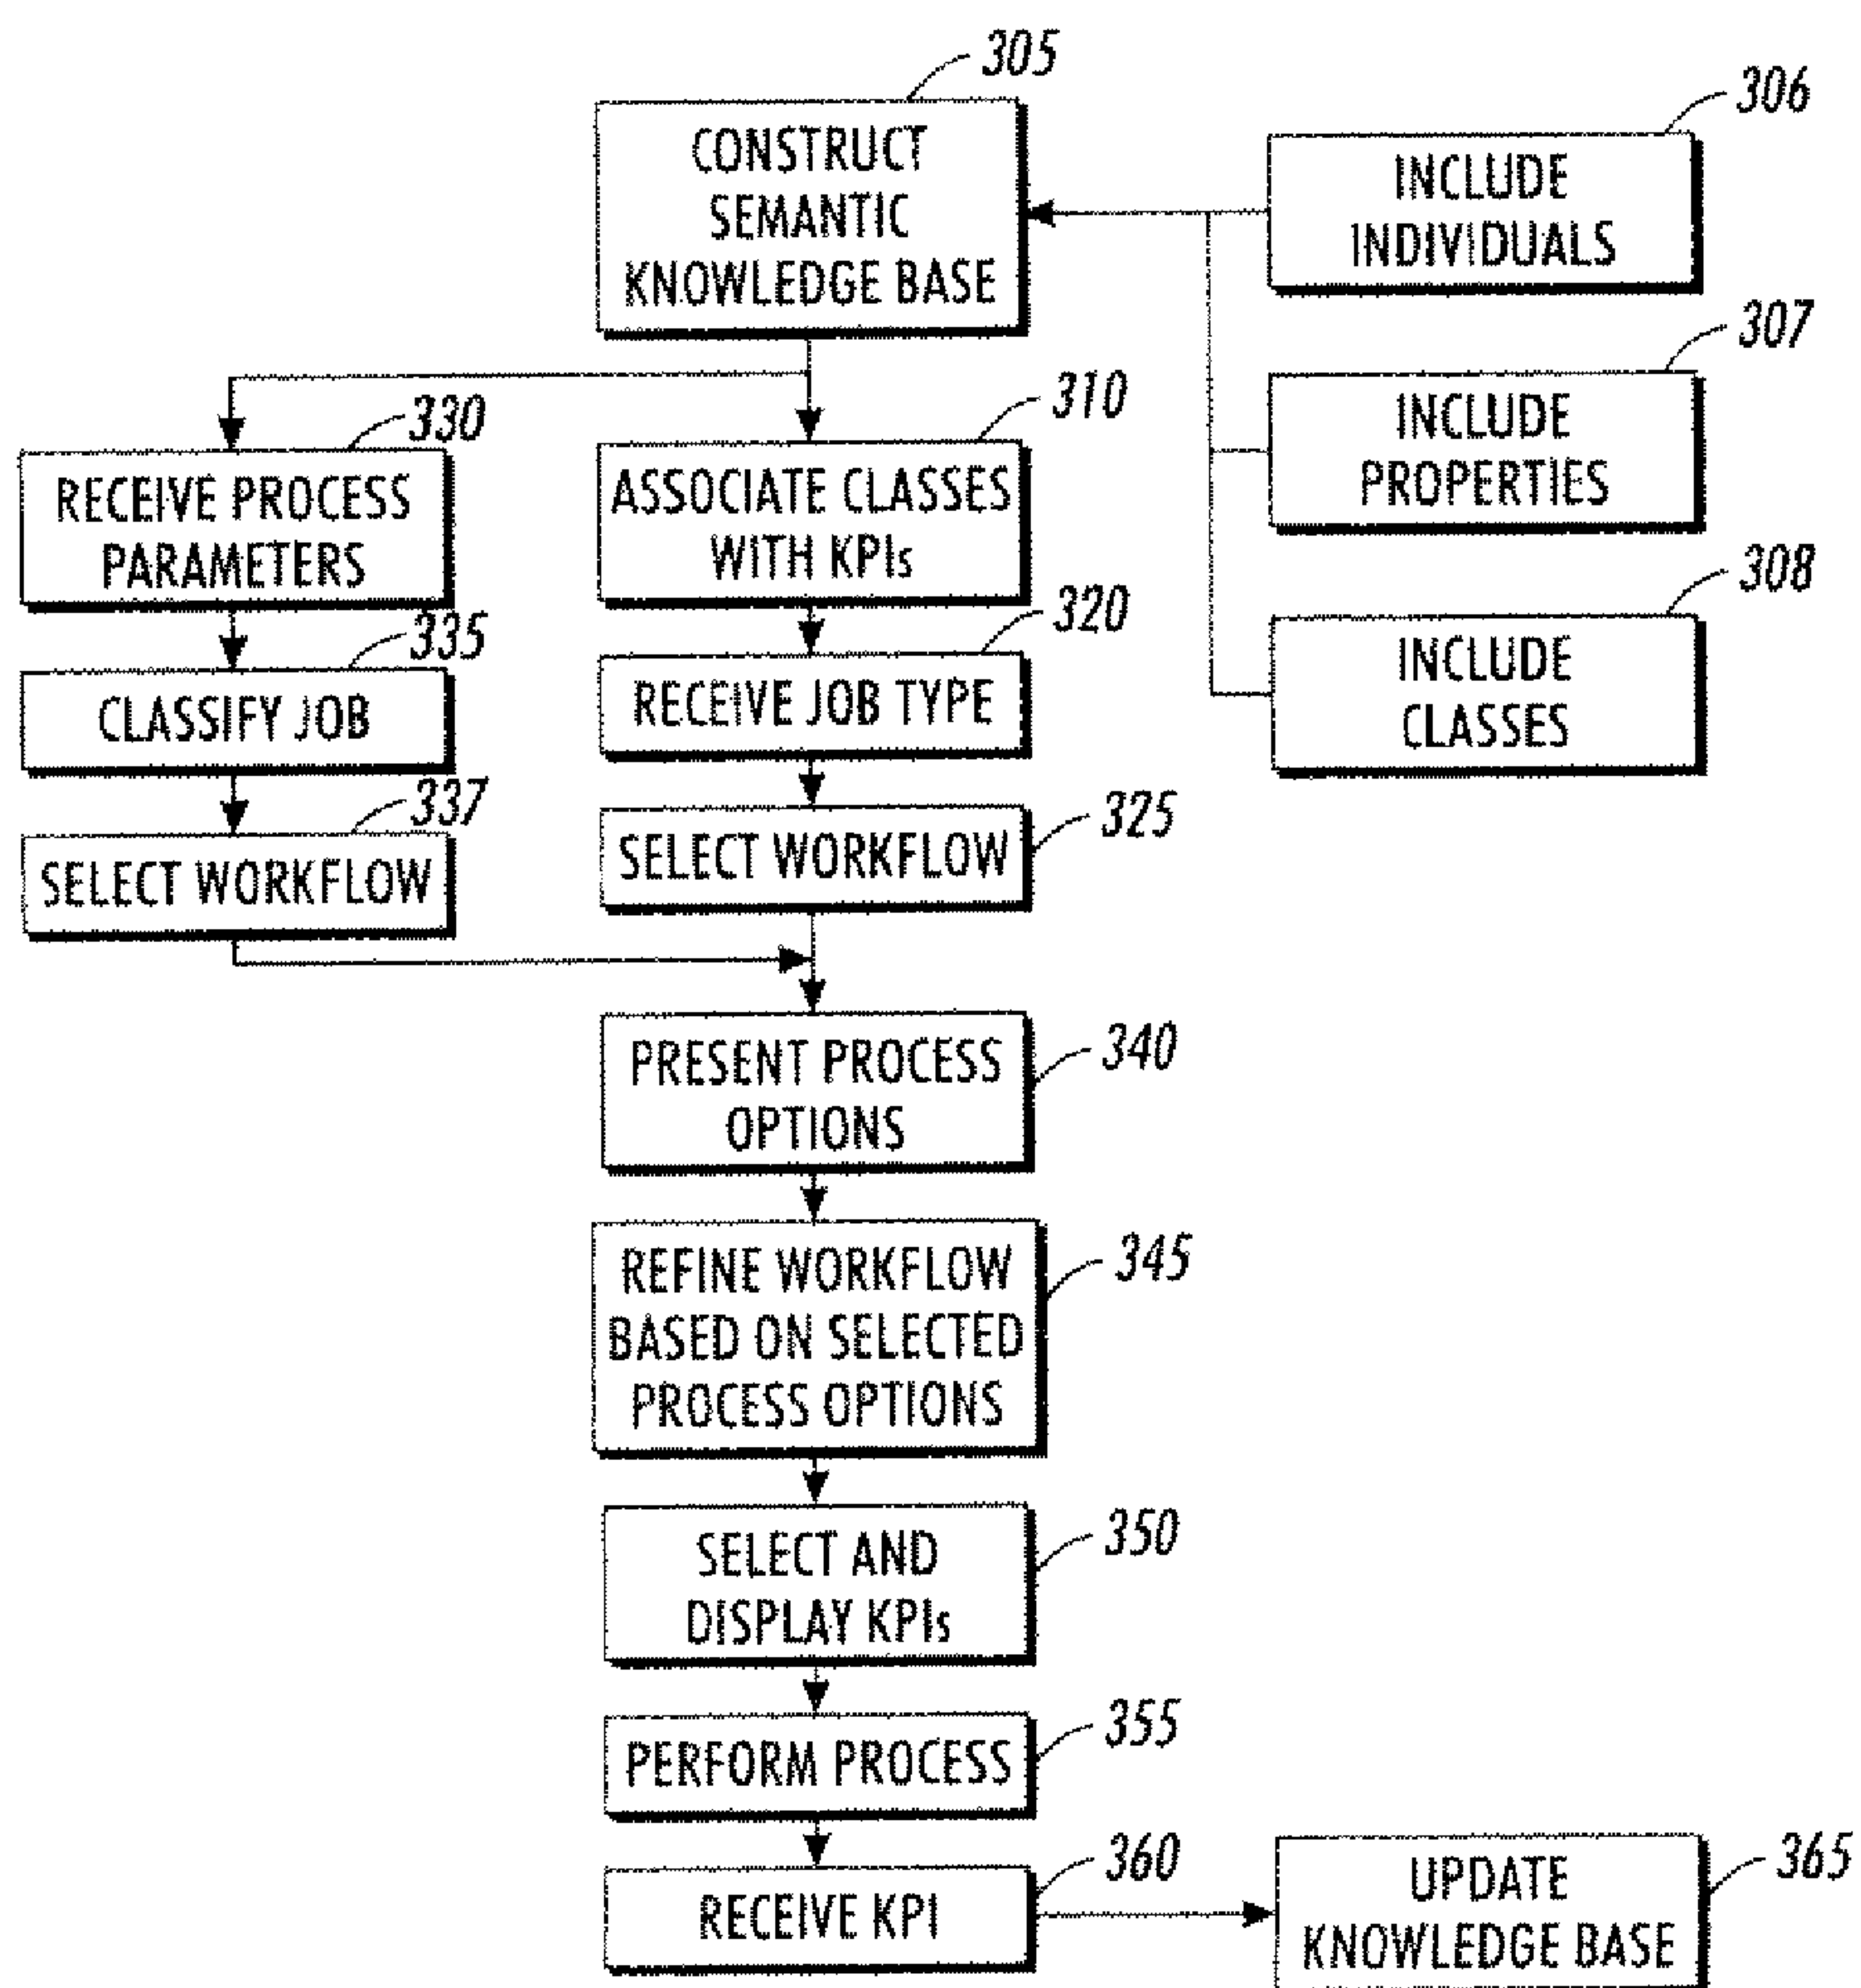 305
CONSTRUCT
SEMANTIC
KNOWLEDGE BASE
306
INCLUDE
INDIVIDUALS
307
INCLUDE
PROPERTIES
308
INCLUDE
CLASSES
330
RECEIVE PROCESS
PARAMETERS
310
ASSOCIATE CLASSES
WITH KPIs
335
CLASSIFY JOB
320
RECEIVE JOB TYPE
337
SELECT WORKFLOW
325
SELECT WORKFLOW
340
PRESENT PROCESS
OPTIONS
345
REFINE WORKFLOW
BASED ON SELECTED
PROCESS OPTIONS
350
SELECT AND
DISPLAY KPIs
355
PERFORM PROCESS
360
RECEIVE KPI
365
UPDATE
KNOWLEDGE BASE